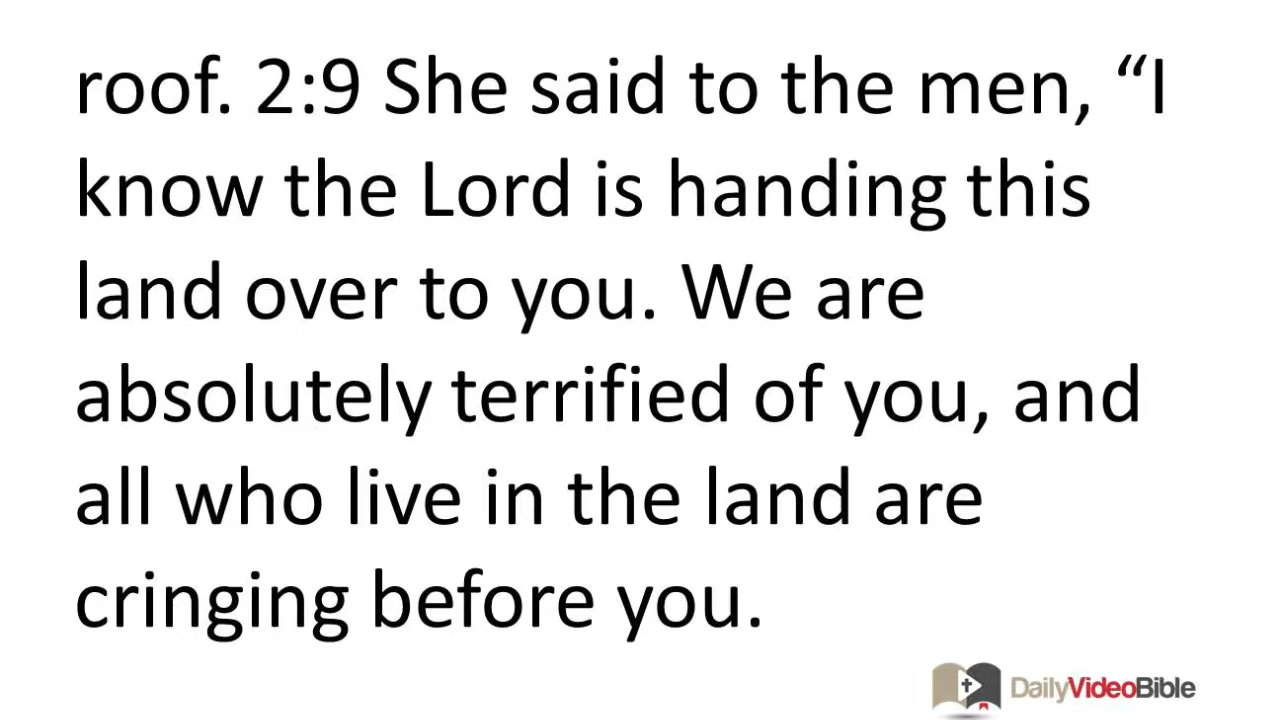 roof. 2:9 She said to the men, “I
know the Lord is handing this
land over to you. We are
absolutely terrified of you, and
all who live in the land are
cringing before you.
DailyVideoBible